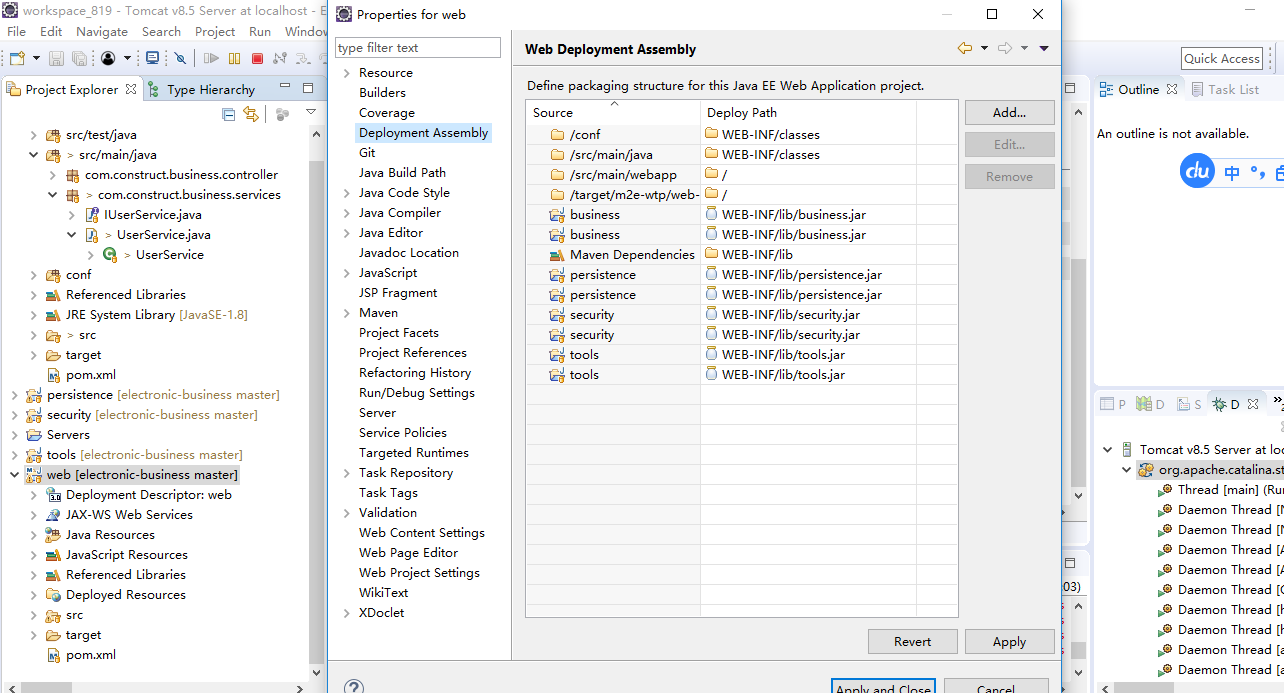 workspace_819 - Tomcat v8.5 Server at localhost - E
File Edit Navigate Search Project Run Window
Project Explorer
Type Hierarchy
src/test/java
> src/main/java
com.construct.business.controller
> com.construct.business.services
IUserService.java
> UserService.java
> UserService
conf
Referenced Libraries
JRE System Library [JavaSE-1.8]
> src
target
pom.xml
persistence [electronic-business master]
security [electronic-business master]
Servers
tools [electronic-business master]
web [electronic-business master]
Deployment Descriptor: web
JAX-WS Web Services
Java Resources
JavaScript Resources
Referenced Libraries
Deployed Resources
src
target
pom.xml
Properties for web
type filter text
Resource
Builders
Coverage
Deployment Assembly
Git
Java Build Path
Java Code Style
Java Compiler
Java Editor
Javadoc Location
JavaScript
JSP Fragment
Maven
Project Facets
Project References
Refactoring History
Run/Debug Settings
Server
Service Policies
Targeted Runtimes
Task Repository
Task Tags
Validation
Web Content Settings
Web Page Editor
Web Project Settings
WikiText
XDoclet
Web Deployment Assembly
Define packaging structure for this Java EE Web Application project.
Source Deploy Path
/conf WEB-INF/classes
/src/main/java WEB-INF/classes
/src/main/webapp /
/target/m2e-wtp/web- /
business WEB-INF/lib/business.jar
business WEB-INF/lib/business.jar
Maven Dependencies WEB-INF/lib
persistence WEB-INF/lib/persistence.jar
persistence WEB-INF/lib/persistence.jar
security WEB-INF/lib/security.jar
security WEB-INF/lib/security.jar
tools WEB-INF/lib/tools.jar
tools WEB-INF/lib/tools.jar
Add...
Edit...
Remove
Revert
Apply
Apply and Close
Cancel
Quick Access
Outline
Task List
An outline is not available.
du 中
P D S D
Tomcat v8.5 Server at loc
org.apache.catalina.st
Thread [main] (Ru
Daemon Thread [N
Daemon Thread [N
Daemon Thread [A
Daemon Thread [A
Daemon Thread [C
Daemon Thread [h
Daemon Thread [h
Daemon Thread [a
Daemon Thread [a
:03)